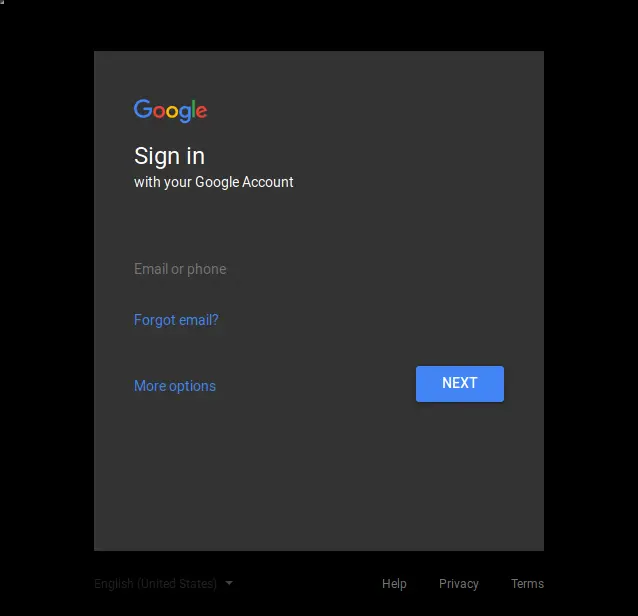 Google
Sign in
with your Google Account
Email or phone
Forgot email?
More options
NEXT
English (United States)
Help Privacy Terms